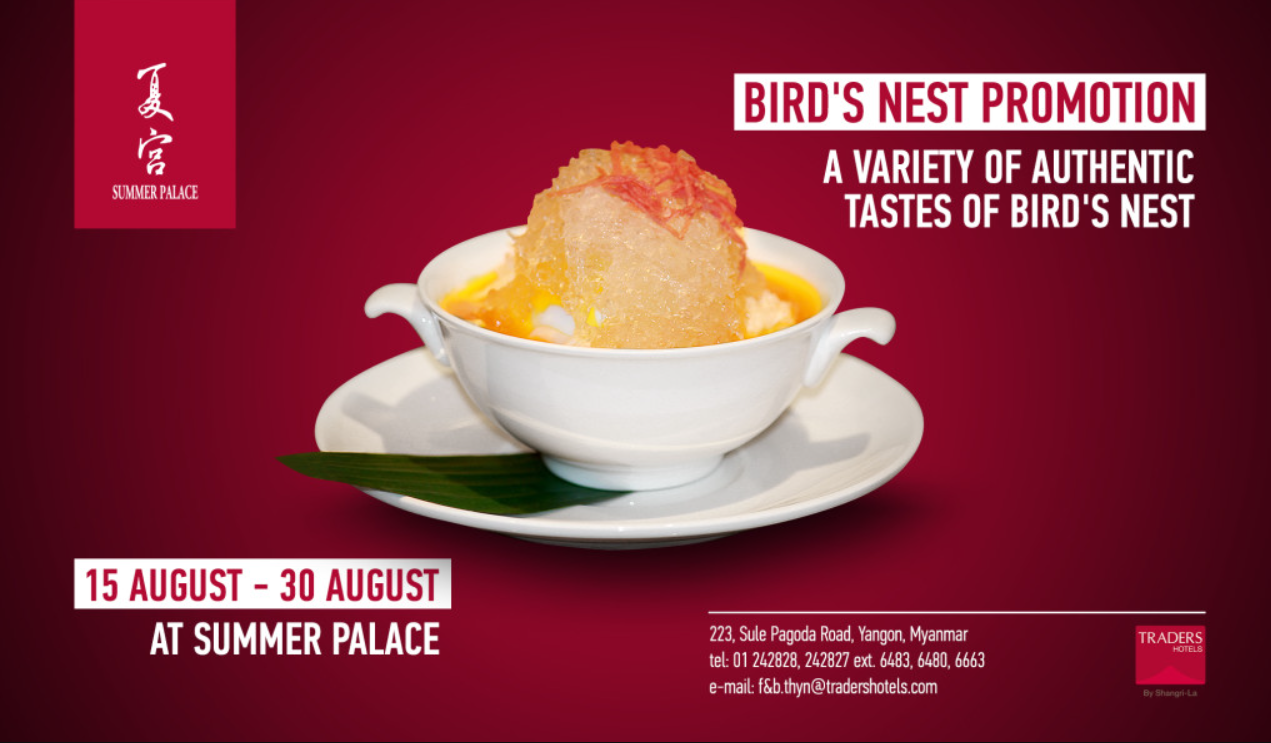 夏
宫
SUMMER PALACE
BIRD'S NEST PROMOTION
A VARIETY OF AUTHENTIC
TASTES OF BIRD'S NEST
15 AUGUST - 30 AUGUST
AT SUMMER PALACE
223, Sule Pagoda Road, Yangon, Myanmar
tel: 01 242828, 242827 ext. 6483, 6480, 6663
e-mail: f&b.thyn@tradershotels.com
TRADERS
HOTELS
By Shangri-La